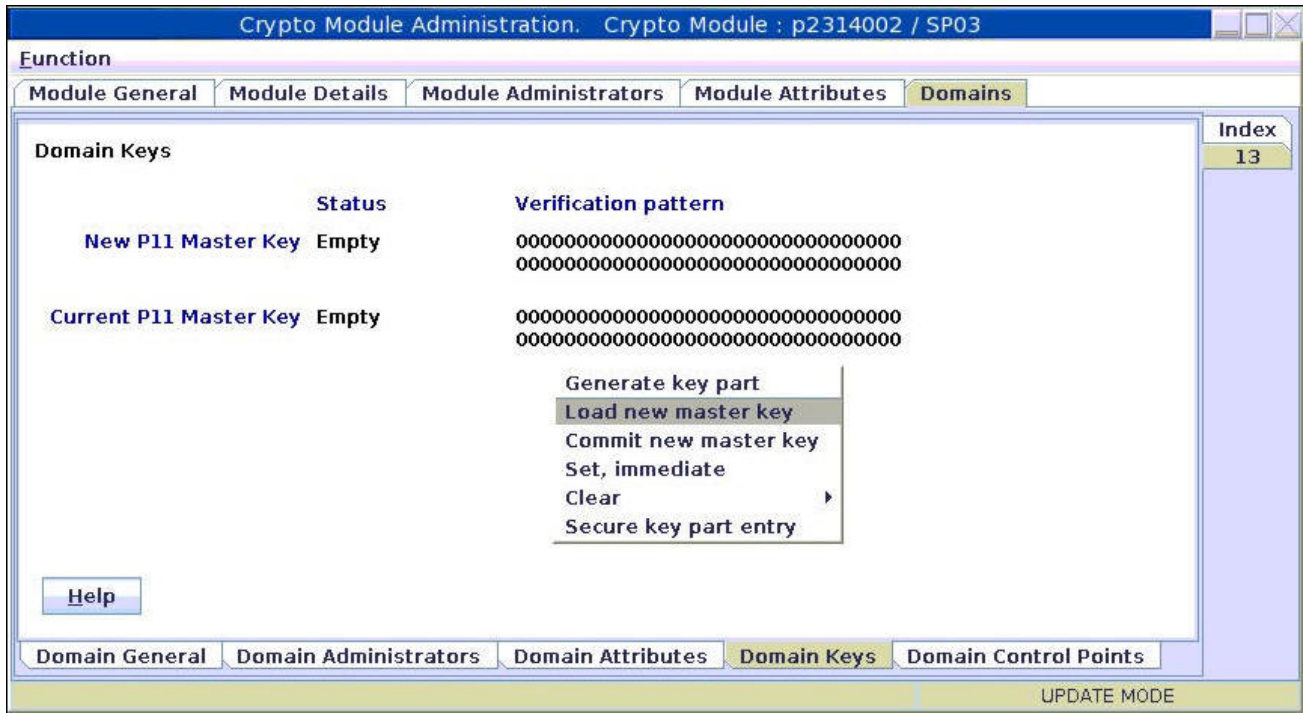 Crypto Module Administration. Crypto Module : p2314002 / SP03
Function
Module General Module Details Module Administrators Module Attributes Domains
Index
13
Domain Keys
Status Verification pattern
New P11 Master Key Empty 00000000000000000000000000000000
00000000000000000000000000000000
Current P11 Master Key Empty 00000000000000000000000000000000
00000000000000000000000000000000
Generate key part
Load new master key
Commit new master key
Set, immediate
Clear
Secure key part entry
Help
Domain General Domain Administrators Domain Attributes Domain Keys Domain Control Points
UPDATE MODE